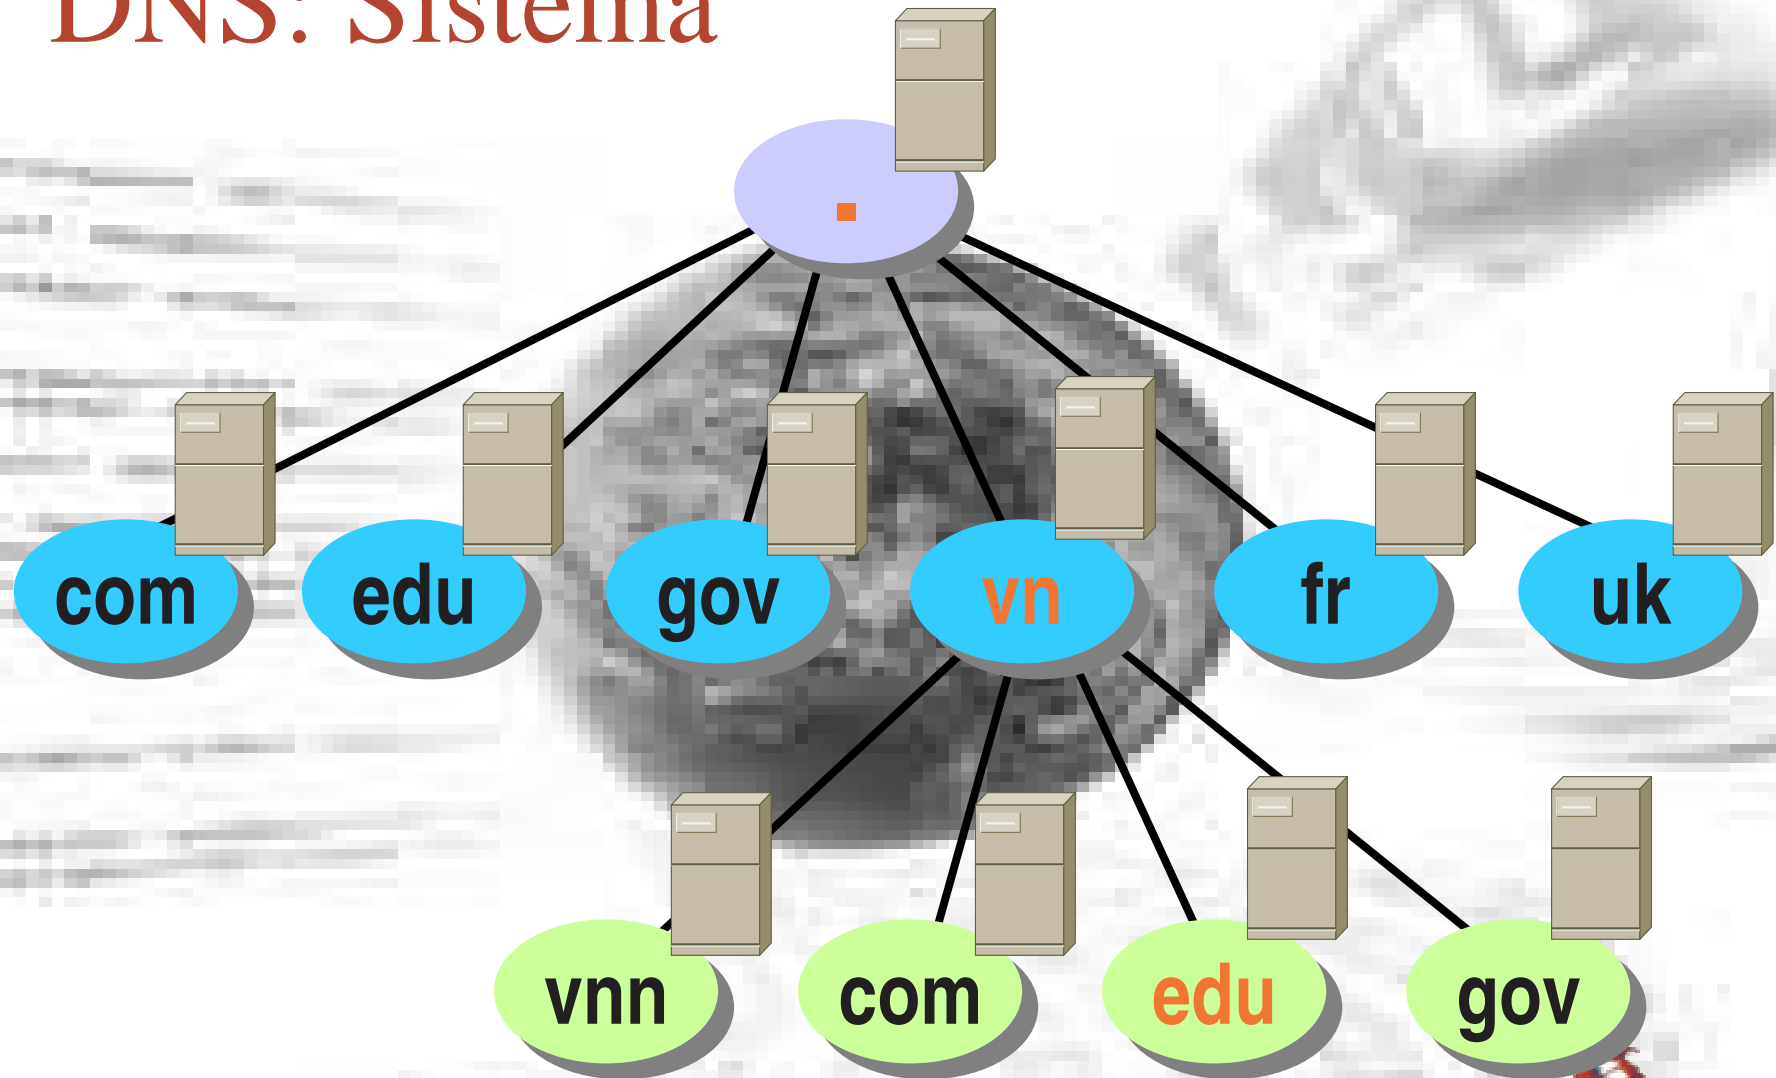 DNS: Sistema
.
com edu gov vn fr uk
vnn com edu gov